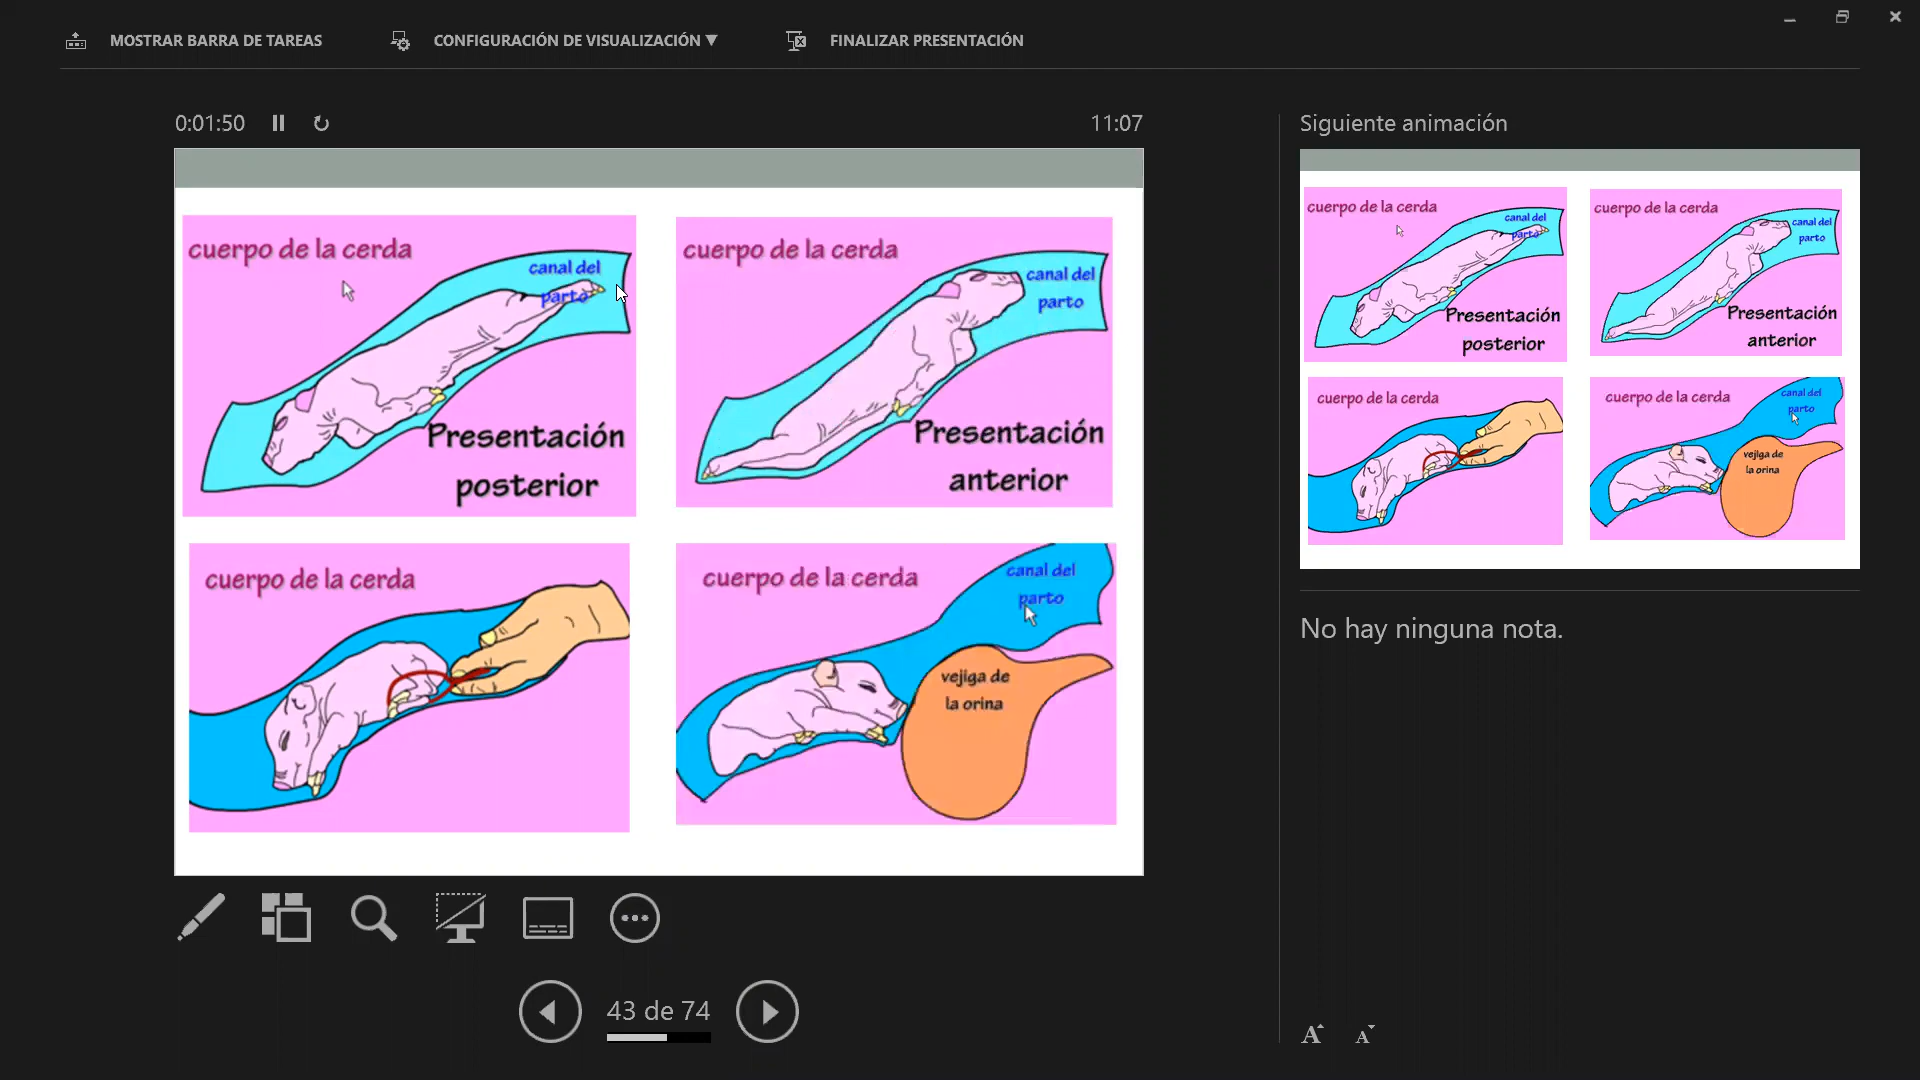 MOSTRAR BARRA DE TAREAS
CONFIGURACIÓN DE VISUALIZACIÓN ▼
FINALIZAR PRESENTACIÓN
0:01:50
11:07
cuerpo de la cerda
canal del
parto
Presentación
posterior
cuerpo de la cerda
canal del
parto
Presentación
anterior
cuerpo de la cerda
cuerpo de la cerda
canal del
parto
vejiga de
la orina
43 de 74
Siguiente animación
cuerpo de la cerda
canal del
parto
Presentación
posterior
cuerpo de la cerda
canal del
parto
Presentación
anterior
cuerpo de la cerda
cuerpo de la cerda
canal del
parto
vejiga de
la orina
No hay ninguna nota.
A A